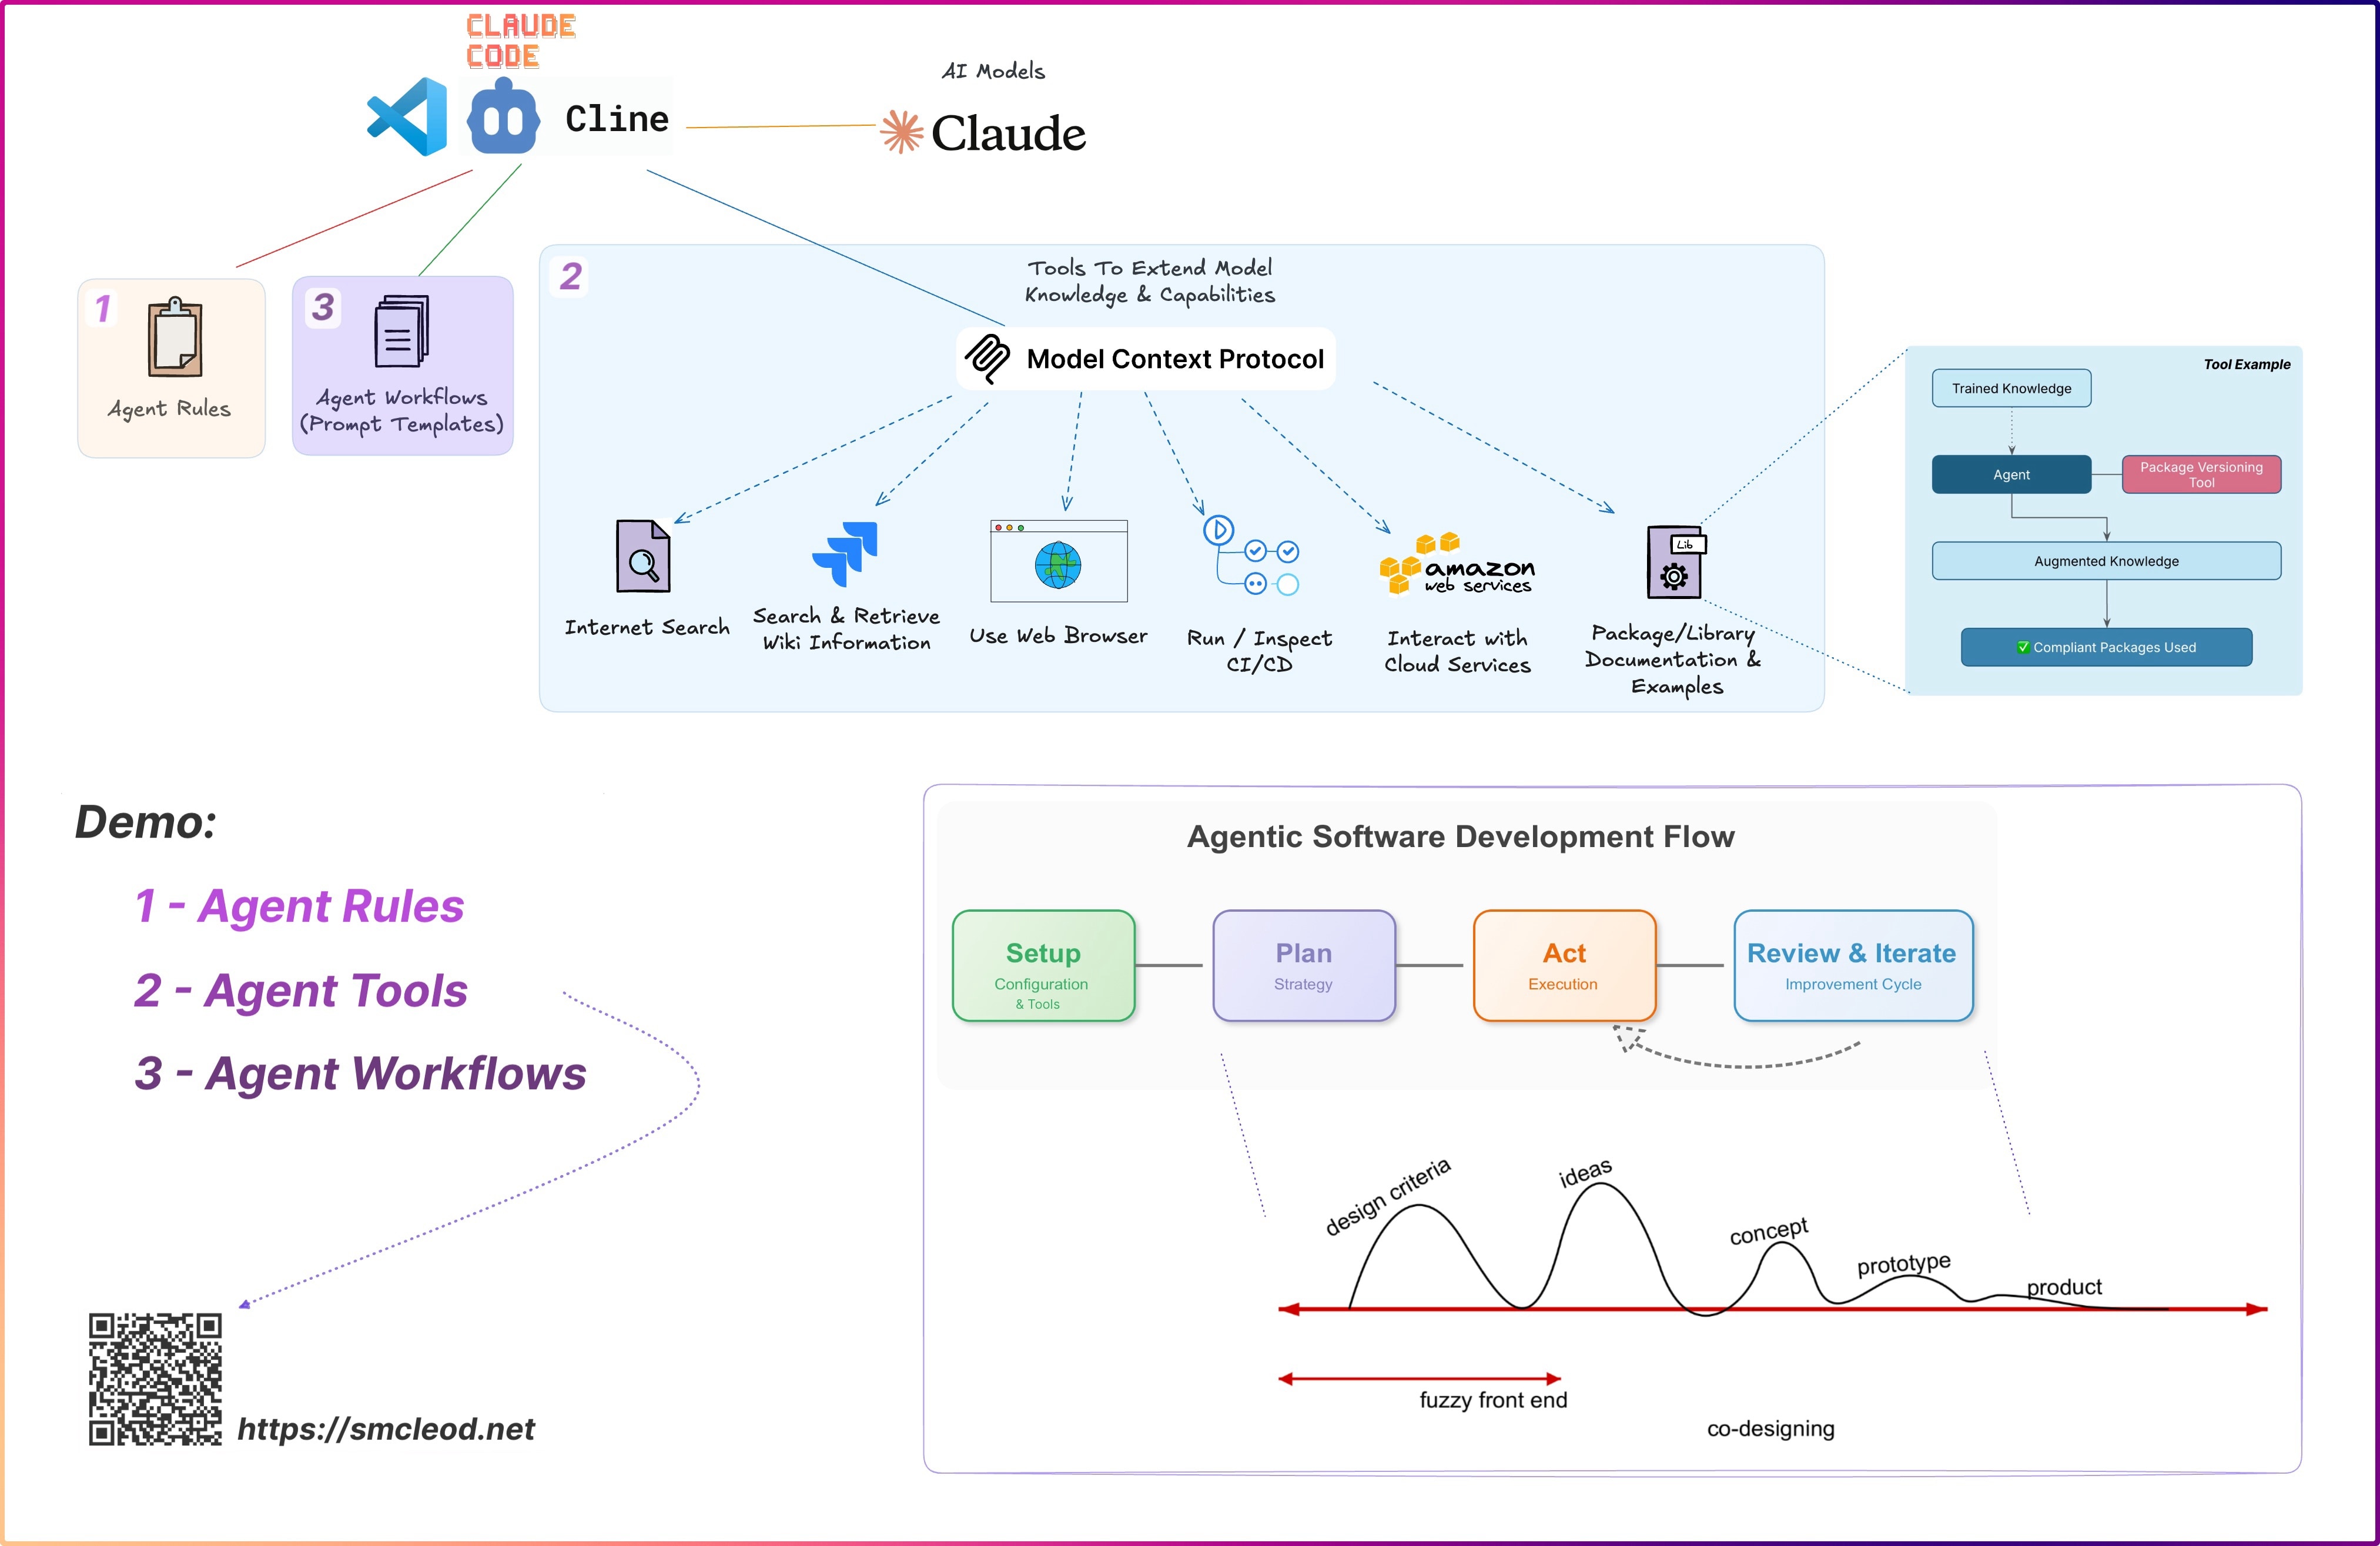 CLAUDE
CODE
Cline
AI Models
Claude
1
Agent Rules
3
Agent Workflows
(Prompt Templates)
2
Tools To Extend Model
Knowledge & Capabilities
Model Context Protocol
Internet Search
Search & Retrieve
Wiki Information
Use Web Browser
Run / Inspect
CI/CD
amazon
web services
Interact with
Cloud Services
Lib
Package/Library
Documentation &
Examples
Tool Example
Trained Knowledge
Agent
Package Versioning
Tool
Augmented Knowledge
✅ Compliant Packages Used
Demo:
1 - Agent Rules
2 - Agent Tools
3 - Agent Workflows
https://smcleod.net
Agentic Software Development Flow
Setup
Configuration
& Tools
Plan
Strategy
Act
Execution
Review & Iterate
Improvement Cycle
design criteria
ideas
concept
prototype
product
fuzzy front end
co-designing